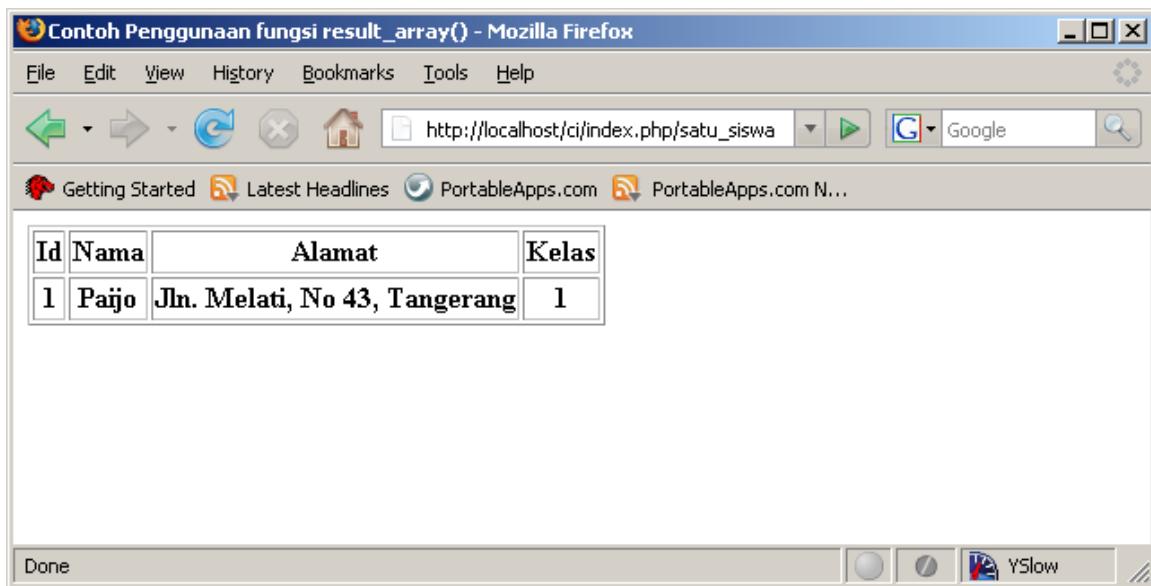 Contoh Penggunaan fungsi result_array() - Mozilla Firefox
File Edit View History Bookmarks Tools Help
http://localhost/ci/index.php/satu_siswa G Google
Getting Started Latest Headlines PortableApps.com PortableApps.com N...
Id Nama Alamat Kelas
1 Paijo Jln. Melati, No 43, Tangerang 1
Done YSlow